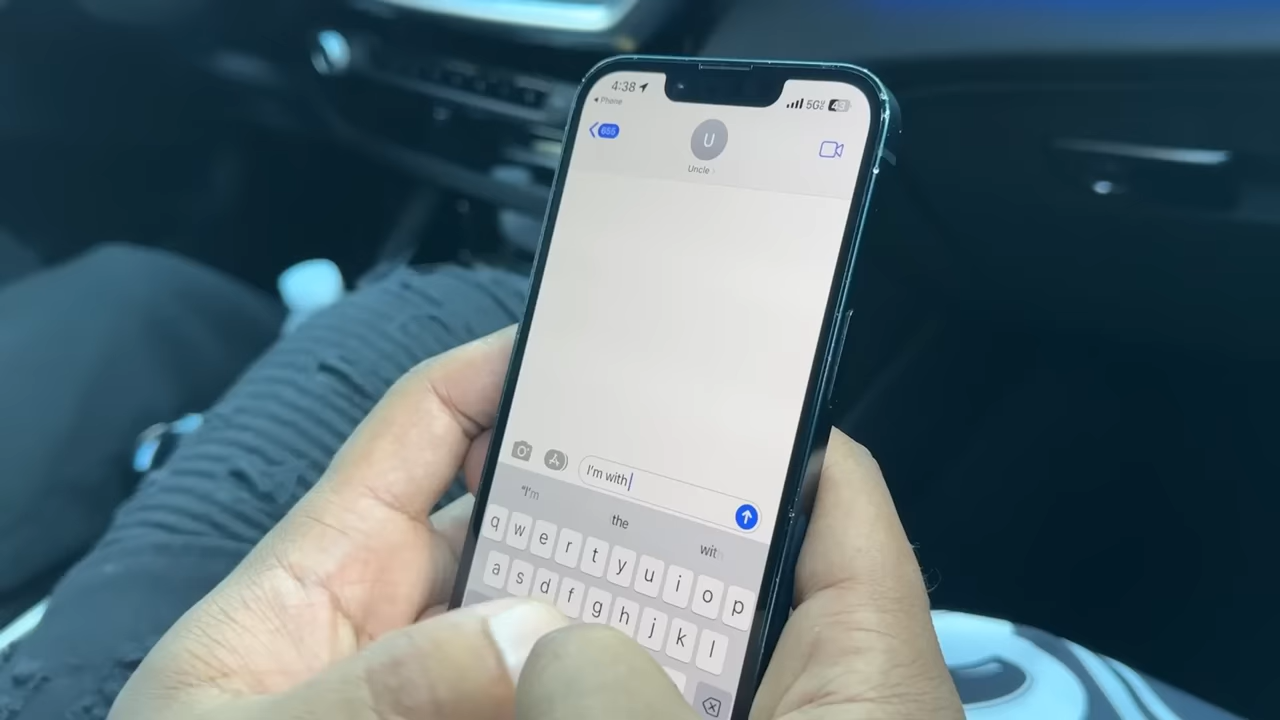 4:38
5G
Phone
655
U
Uncle
I'm with
"I'm
the
wit
q w e r t y u i o p
a s d f g h j k l